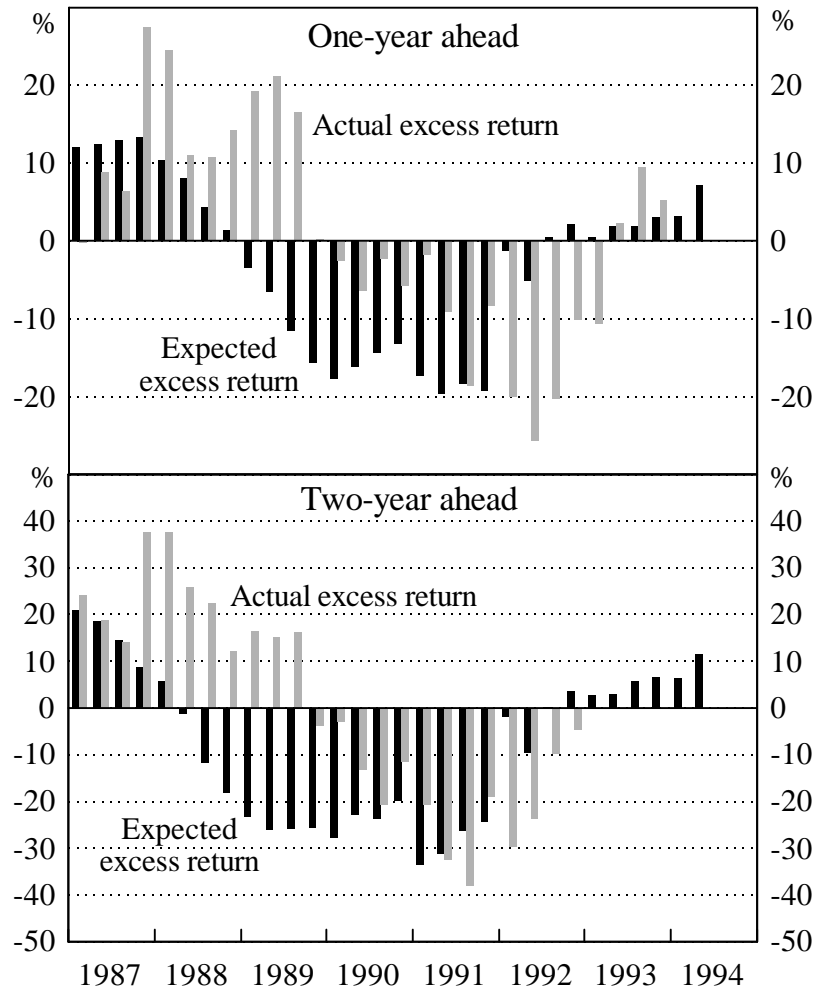 % %
One-year ahead
20 20
Actual excess return
10 10
0 0
-10 -10
Expected
excess return
-20 -20
% %
Two-year ahead
40 40
30 30
Actual excess return
20 20
10 10
0 0
-10 -10
-20 -20
Expected
excess return
-30 -30
-40 -40
-50 -50
1987 1988 1989 1990 1991 1992 1993 1994